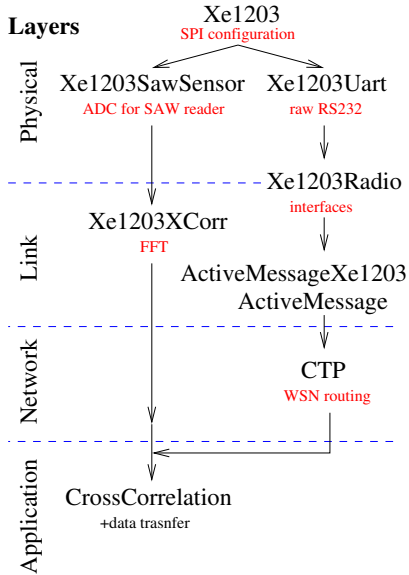 Layers
Xe1203
SPI configuration
Physical
Xe1203SawSensor
ADC for SAW reader
Xe1203Uart
raw RS232
Xe1203Radio
interfaces
Link
Xe1203XCorr
FFT
ActiveMessageXe1203
ActiveMessage
Network
CTP
WSN routing
Application
CrossCorrelation
+data trasnfer